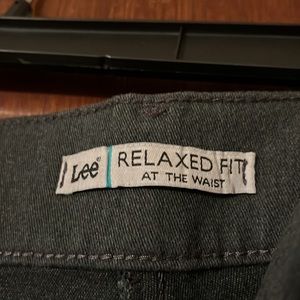 Lee
RELAXED FIT
AT THE WAIST